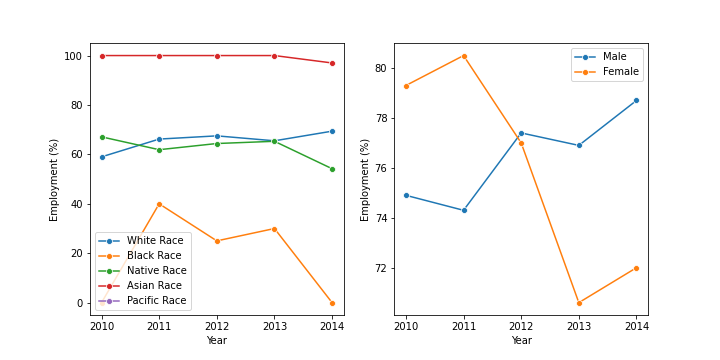 100
80
60
40
20
0
Employment (%)
White Race
Black Race
Native Race
Asian Race
Pacific Race
2010 2011 2012 2013 2014
Year
80
78
76
74
72
Employment (%)
Male
Female
2010 2011 2012 2013 2014
Year